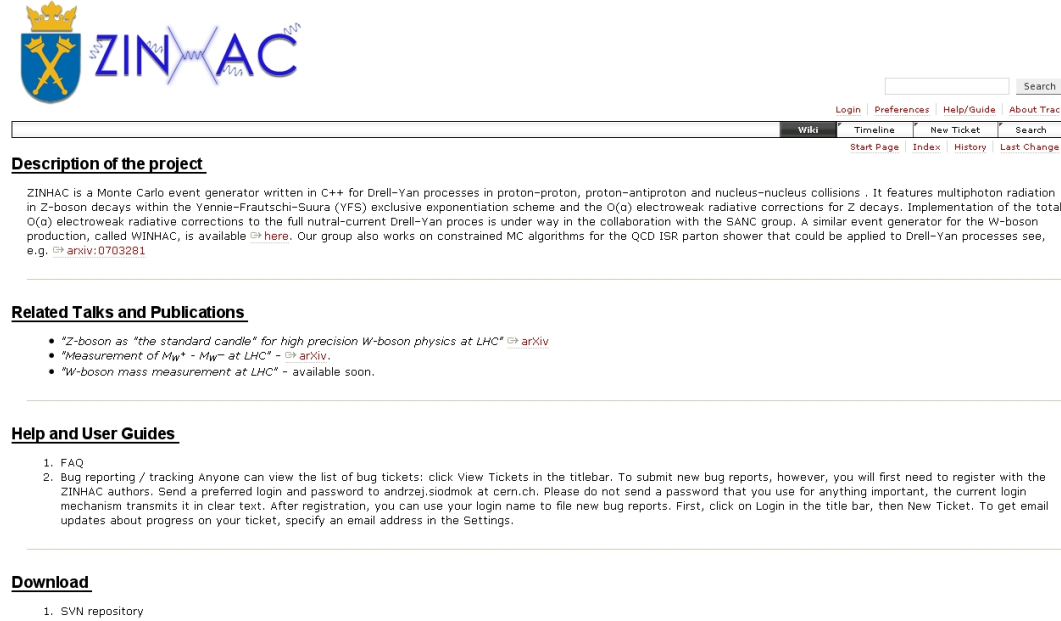 ZINHAC
Search
Login Preferences Help/Guide About Trac
Wiki Timeline New Ticket Search
Start Page Index History Last Change
Description of the project
ZINHAC is a Monte Carlo event generator written in C++ for Drell–Yan processes in proton–proton, proton–antiproton and nucleus–nucleus collisions . It features multiphoton radiation
in Z–boson decays within the Yennie–Frautschi–Suura (YFS) exclusive exponentiation scheme and the O(α) electroweak radiative corrections for Z decays. Implementation of the total
O(α) electroweak radiative corrections to the full nutral–current Drell–Yan proces is under way in the collaboration with the SANC group. A similar event generator for the W–boson
production, called WINHAC, is available here. Our group also works on constrained MC algorithms for the QCD ISR parton shower that could be applied to Drell–Yan processes see,
e.g. arxiv:0703281
Related Talks and Publications
• "Z–boson as "the standard candle" for high precision W–boson physics at LHC" arXiv
• "Measurement of MW+ - MW− at LHC" – arXiv.
• "W–boson mass measurement at LHC" – available soon.
Help and User Guides
1. FAQ
2. Bug reporting / tracking Anyone can view the list of bug tickets: click View Tickets in the titlebar. To submit new bug reports, however, you will first need to register with the
ZINHAC authors. Send a preferred login and password to andrzej.siodmok at cern.ch. Please do not send a password that you use for anything important, the current login
mechanism transmits it in clear text. After registration, you can use your login name to file new bug reports. First, click on Login in the title bar, then New Ticket. To get email
updates about progress on your ticket, specify an email address in the Settings.
Download
1. SVN repository